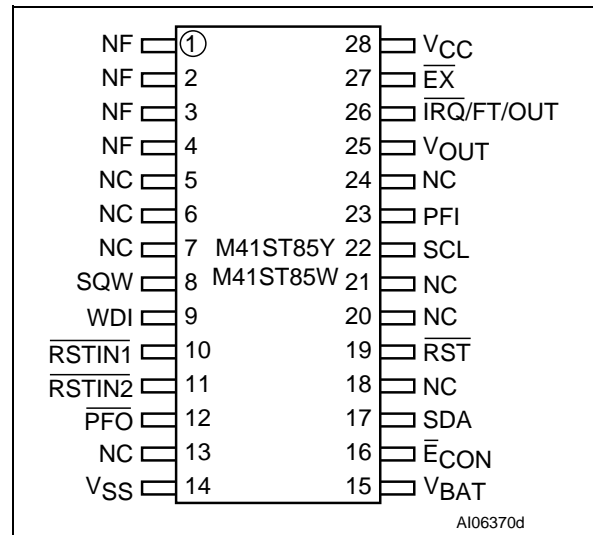 NF 1 28 VCC
NF 2 27 EX
NF 3 26 IRQ/FT/OUT
NF 4 25 VOUT
NC 5 24 NC
NC 6 23 PFI
NC 7 M41ST85Y 22 SCL
SQW 8 M41ST85W 21 NC
WDI 9 20 NC
RSTIN1 10 19 RST
RSTIN2 11 18 NC
PFO 12 17 SDA
NC 13 16 ECON
VSS 14 15 VBAT
AI06370d